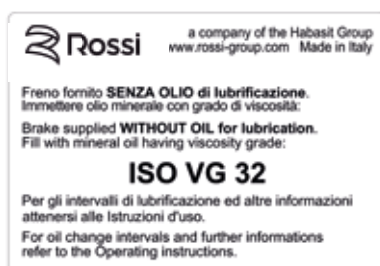 Rossi
a company of the Habasit Group
www.rossi-group.com Made in Italy
Freno fornito SENZA OLIO di lubrificazione.
Immettere olio minerale con grado di viscosità:
Brake supplied WITHOUT OIL for lubrication.
Fill with mineral oil having viscosity grade:
ISO VG 32
Per gli intervalli di lubrificazione ed altre informazioni
attenersi alle Istruzioni d'uso.
For oil change intervals and further informations
refer to the Operating instructions.